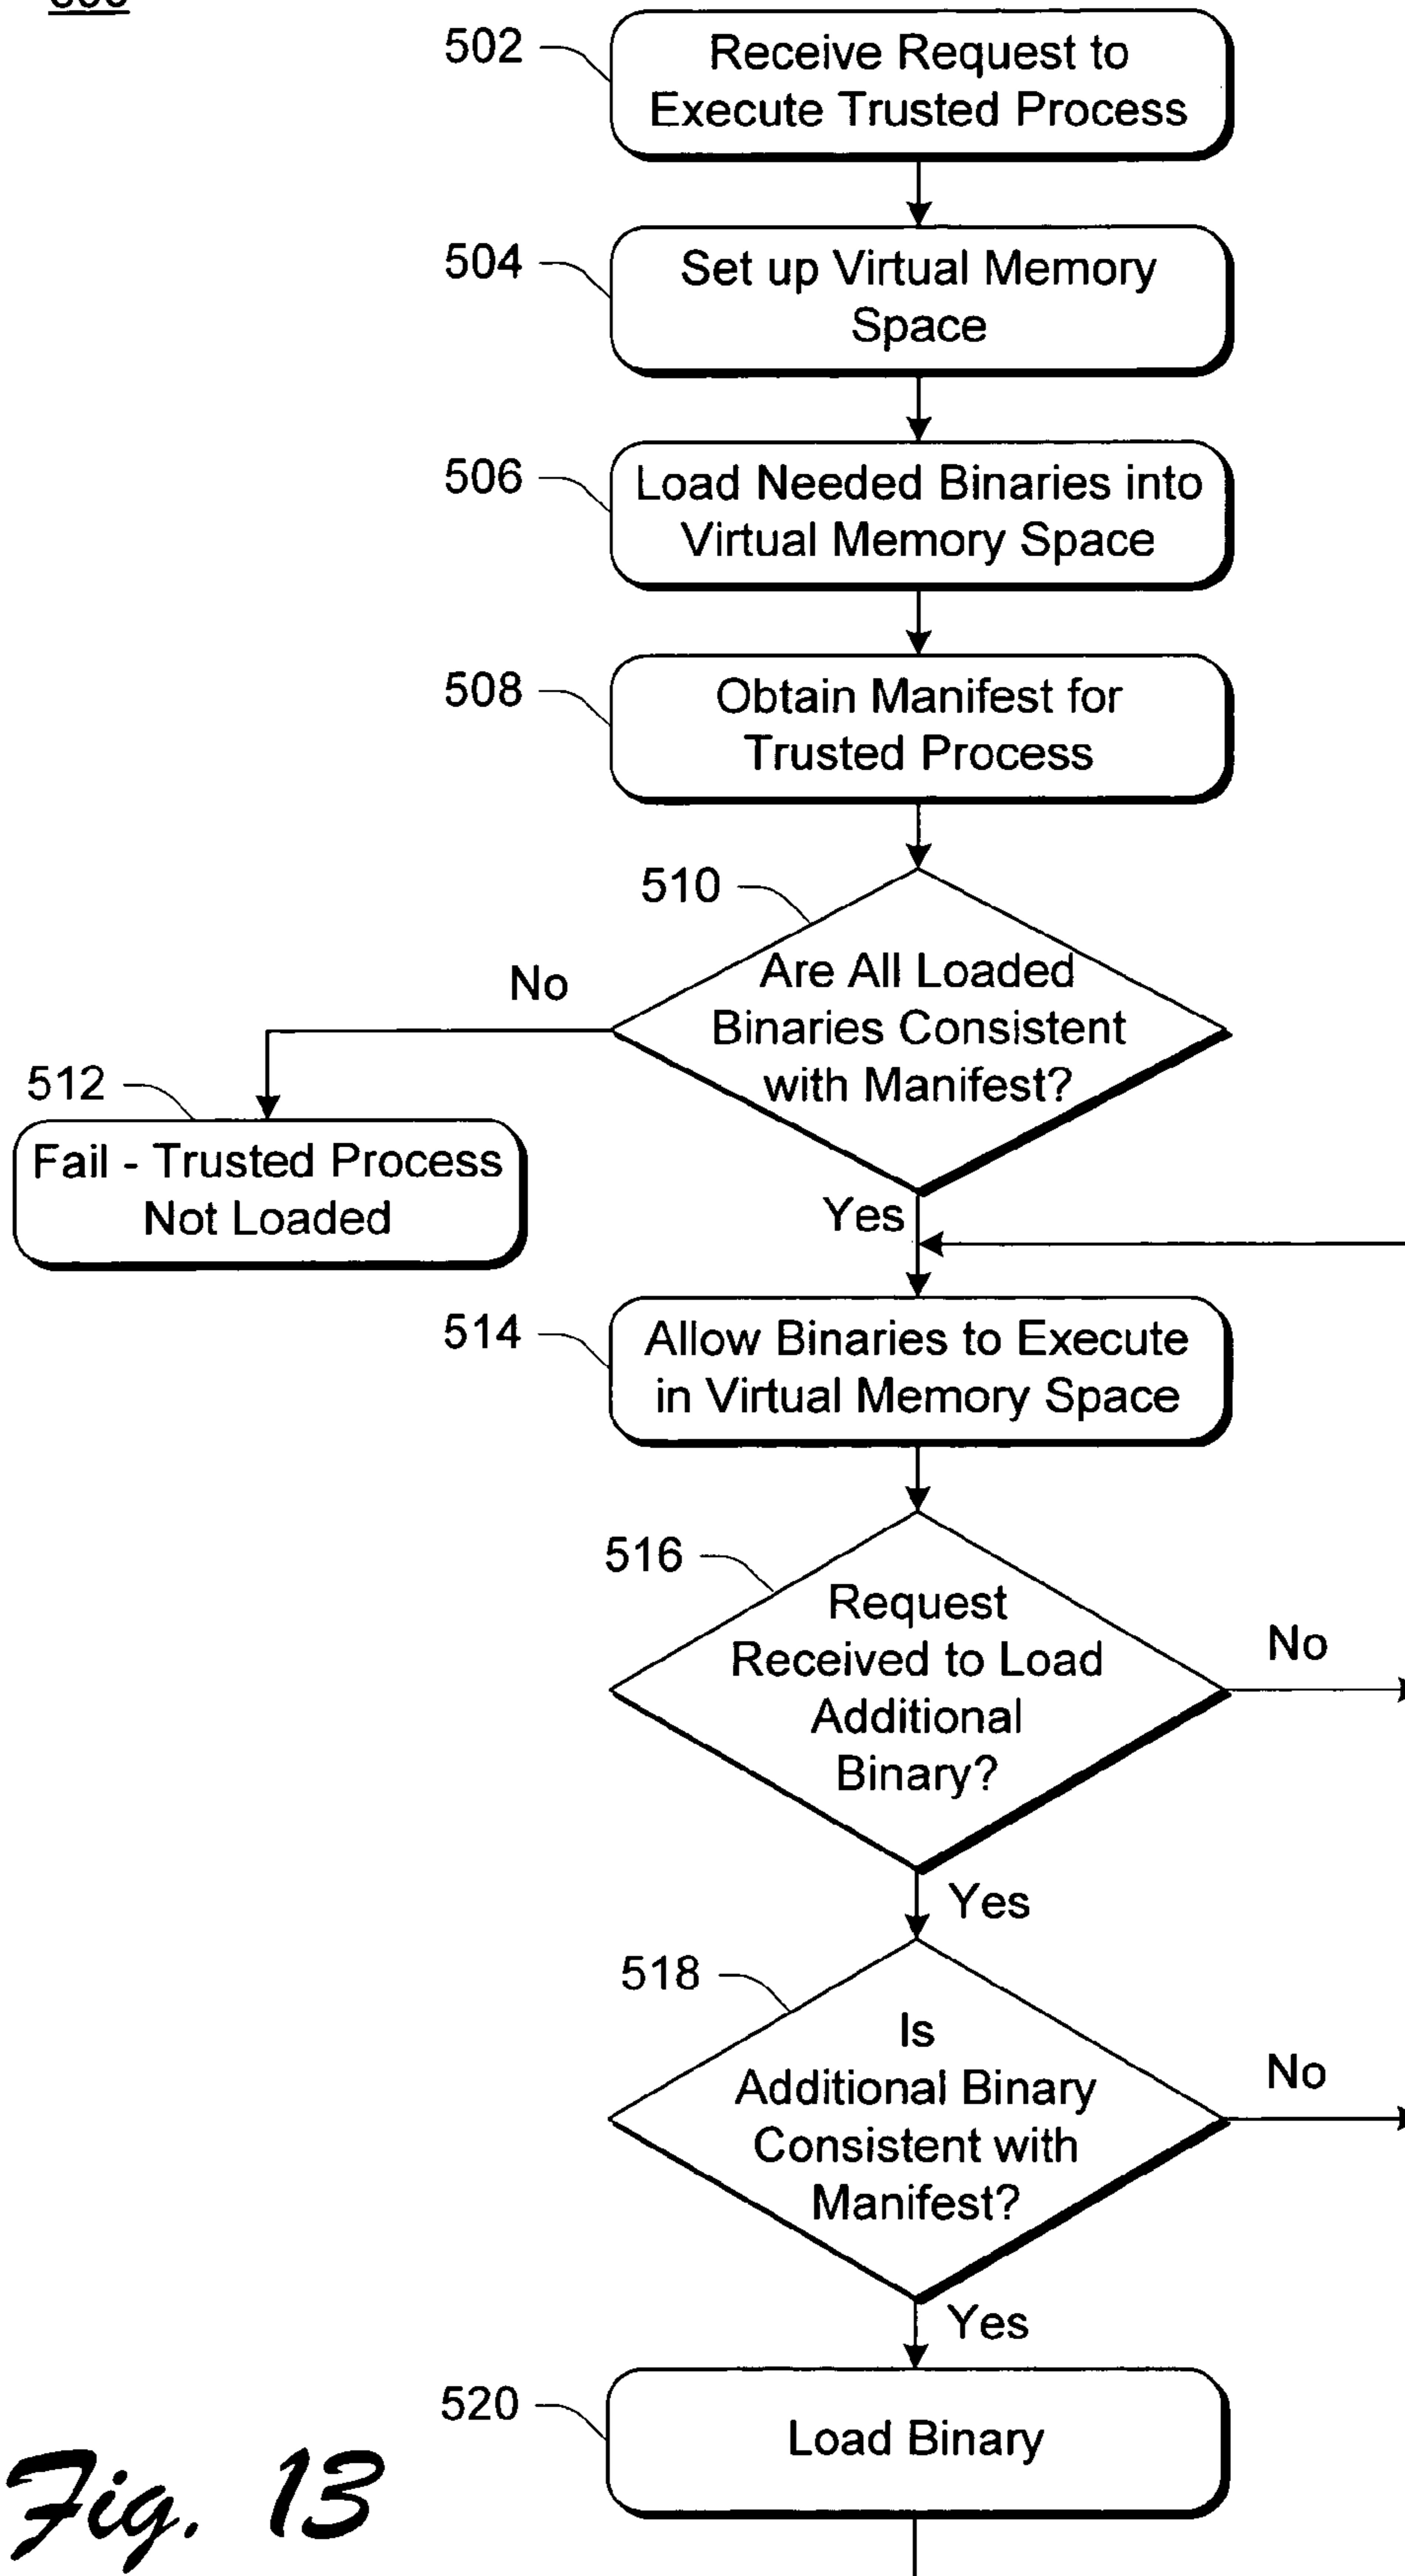 502
Receive Request to
Execute Trusted Process
504
Set up Virtual Memory
Space
506
Load Needed Binaries into
Virtual Memory Space
508
Obtain Manifest for
Trusted Process
510
Are All Loaded
Binaries Consistent
with Manifest?
No
512
Fail - Trusted Process
Not Loaded
Yes
514
Allow Binaries to Execute
in Virtual Memory Space
516
Request
Received to Load
Additional
Binary?
No
Yes
518
Is
Additional Binary
Consistent with
Manifest?
No
Yes
520
Load Binary
Fig. 13